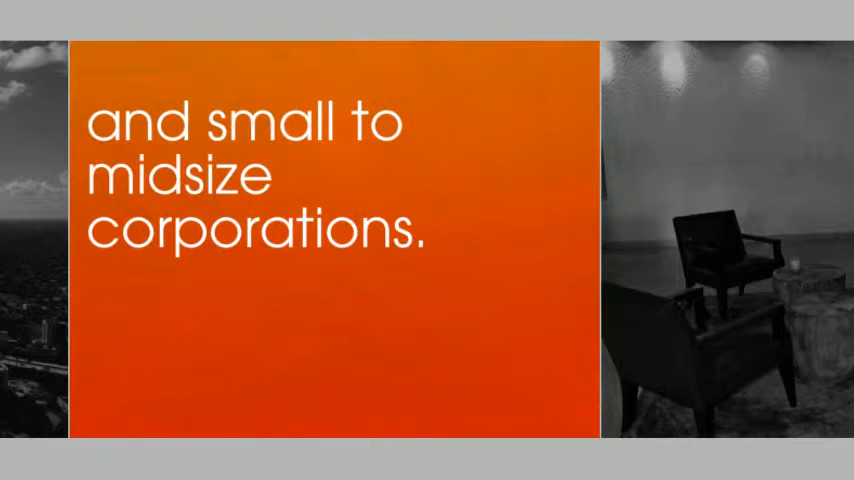 and small to
midsize
corporations.